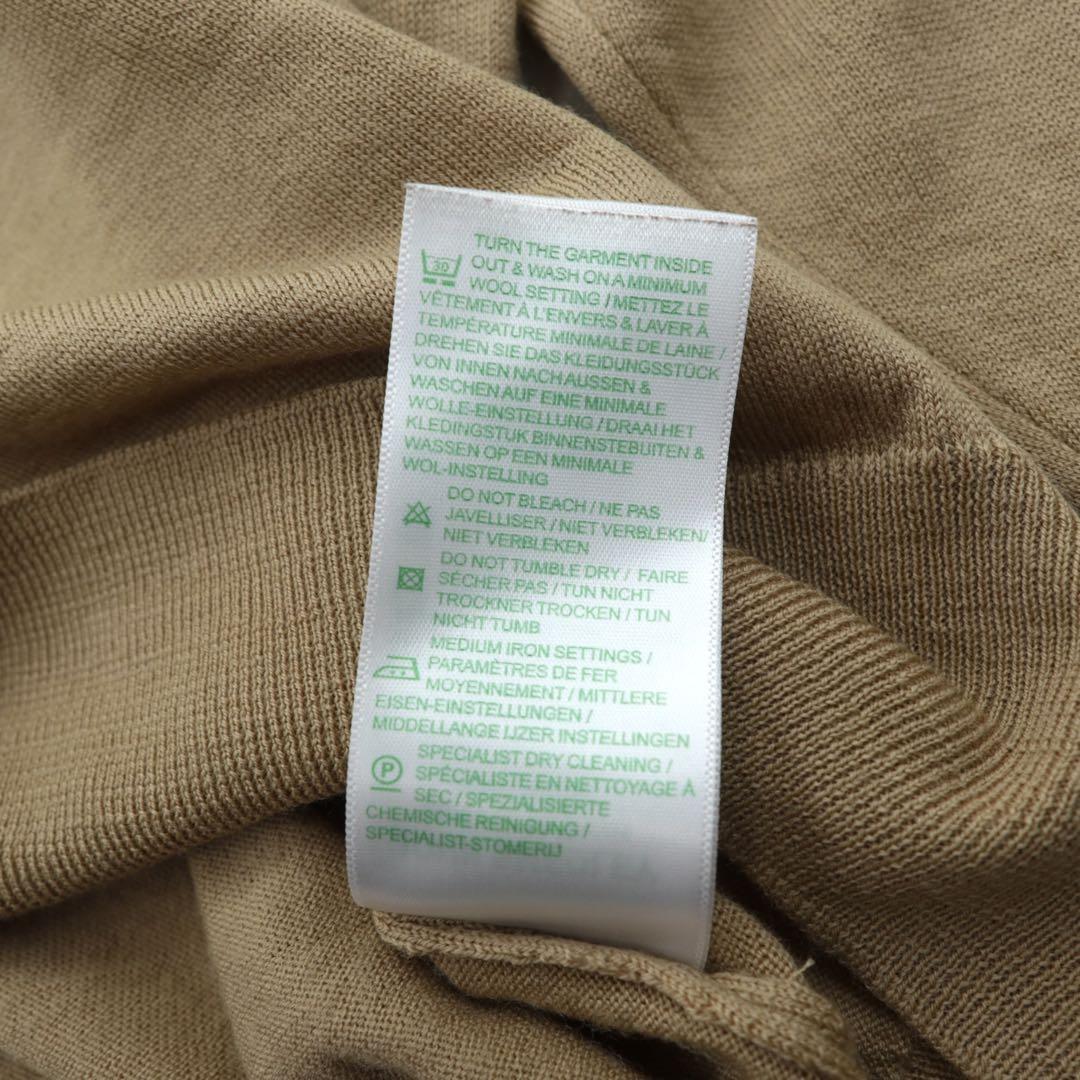 TURN THE GARMENT INSIDE
30 OUT & WASH ON A MINIMUM
WOOL SETTING / METTEZ LE
VÊTEMENT À L'ENVERS & LAVER À
TEMPÉRATURE MINIMALE DE LAINE /
DREHEN SIE DAS KLEIDUNGSSTÜCK
VON INNEN NACH AUSSEN &
WASCHEN AUF EINE MINIMALE
WOLLE-EINSTELLUNG / DRAAI HET
KLEDINGSTUK BINNENSTEBUITEN &
WASSEN OP EEN MINIMALE
WOL-INSTELLING
DO NOT BLEACH / NE PAS
JAVELLISER / NIET VERBLEKEN/
NIET VERBLEKEN
DO NOT TUMBLE DRY / FAIRE
SÉCHER PAS / TUN NICHT
TROCKNER TROCKEN / TUN
NICHT TUMB
MEDIUM IRON SETTINGS /
PARAMÈTRES DE FER
MOYENNEMENT / MITTLERE
EISEN-EINSTELLUNGEN /
MIDDELLANGE IJZER INSTELLINGEN
SPECIALIST DRY CLEANING /
P SPÉCIALISTE EN NETTOYAGE À
SEC / SPEZIALISIERTE
CHEMISCHE REINIGUNG /
SPECIALIST-STOMERIJ